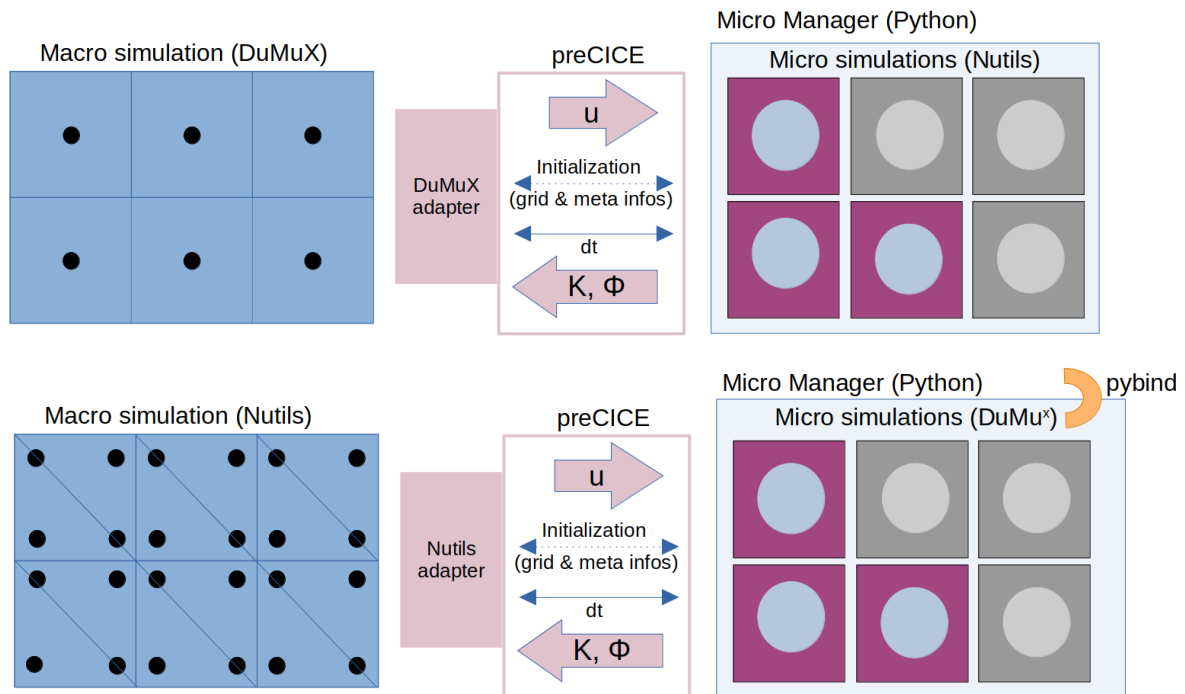 Macro simulation (DuMuX)
preCICE
Micro Manager (Python)
Micro simulations (Nutils)
DuMuX
adapter
u
Initialization
(grid & meta infos)
dt
K, Φ
Macro simulation (Nutils)
preCICE
Micro Manager (Python)
pybind
Micro simulations (DuMuˣ)
Nutils
adapter
u
Initialization
(grid & meta infos)
dt
K, Φ